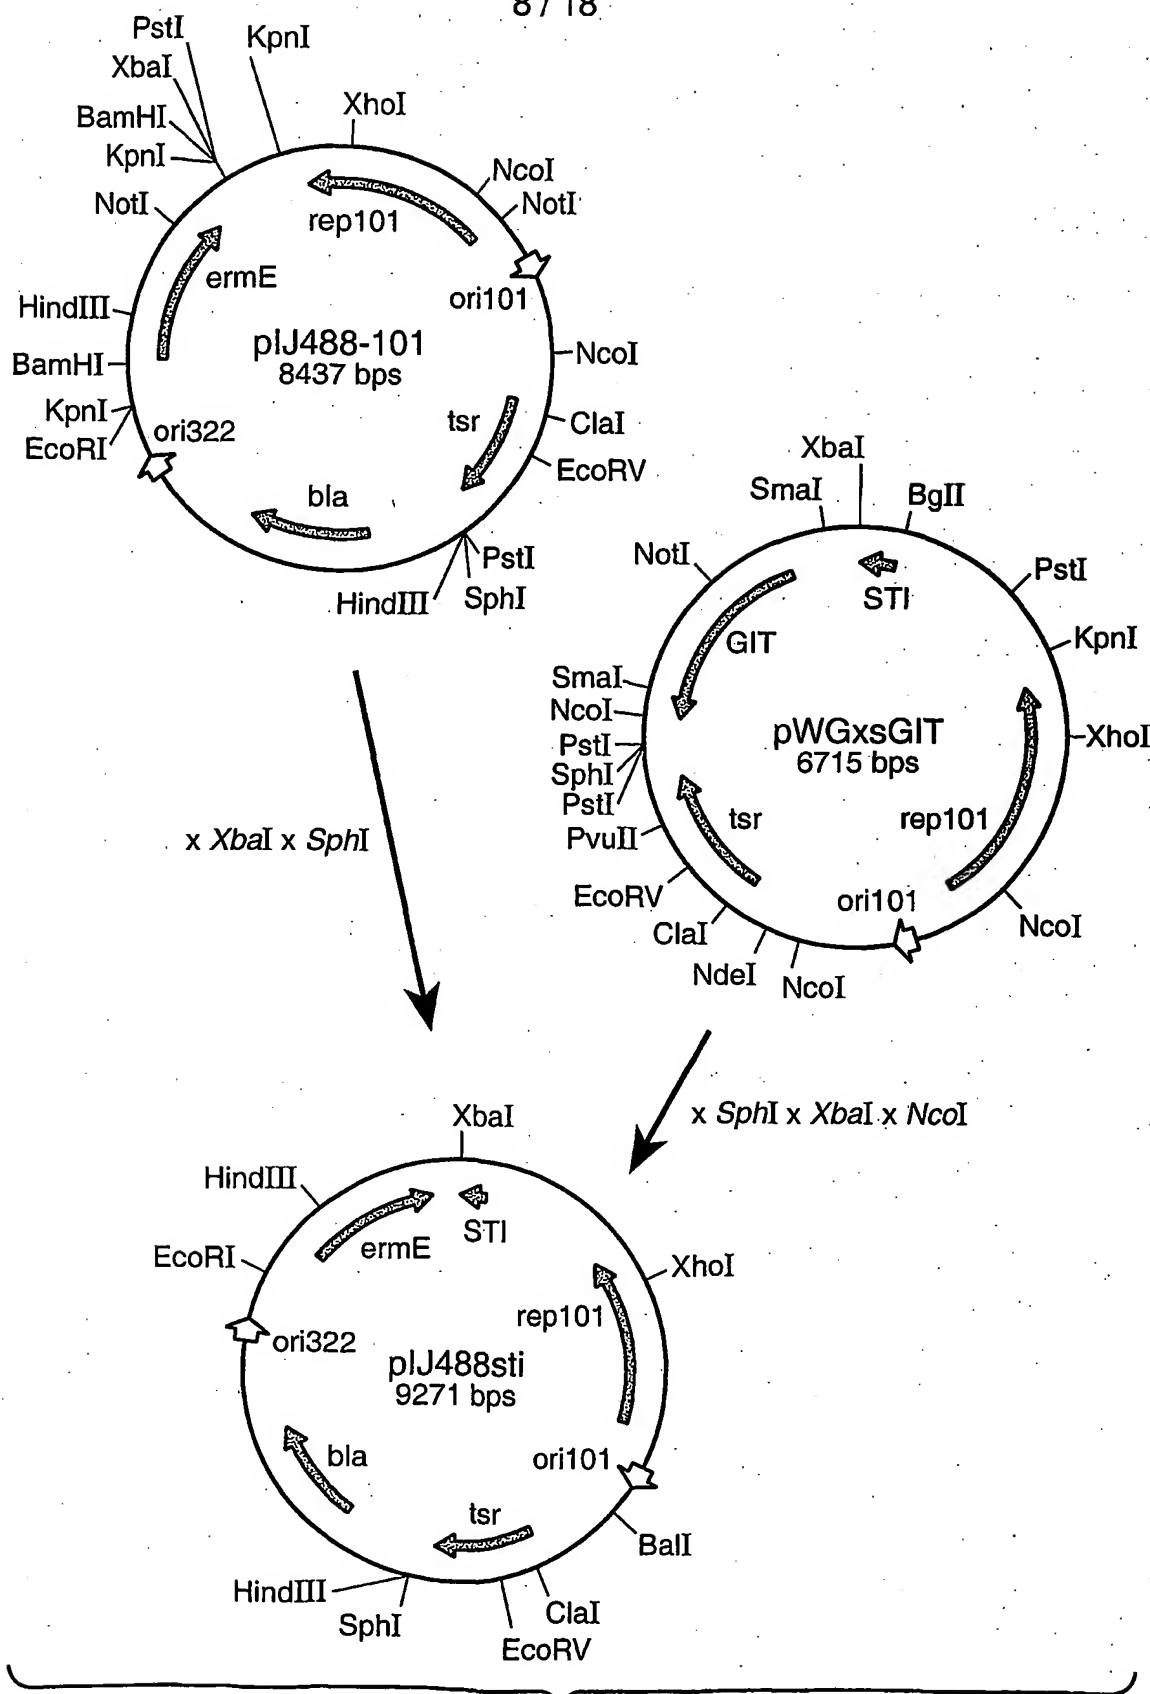 8 / 18
PstI
KpnI
XbaI
XhoI
BamHI
KpnI
NcoI
NotI
NotI
rep101
ermE
ori101
HindIII
pIJ488-101
8437 bps
NcoI
BamHI
KpnI
tsr
ClaI
EcoRI
ori322
EcoRV
bla
PstI
HindIII
SphI
XbaI
SmaI
BglI
NotI
PstI
STI
GIT
KpnI
SmaI
NcoI
pWGxsGIT
6715 bps
XhoI
PstI
SphI
PstI
tsr
rep101
PvuII
EcoRV
ori101
ClaI
NcoI
NdeI
NcoI
x XbaI x SphI
x SphI x XbaI x NcoI
XbaI
HindIII
STI
ermE
EcoRI
XhoI
rep101
ori322
pIJ488sti
9271 bps
bla
ori101
tsr
BalI
HindIII
SphI
ClaI
EcoRV